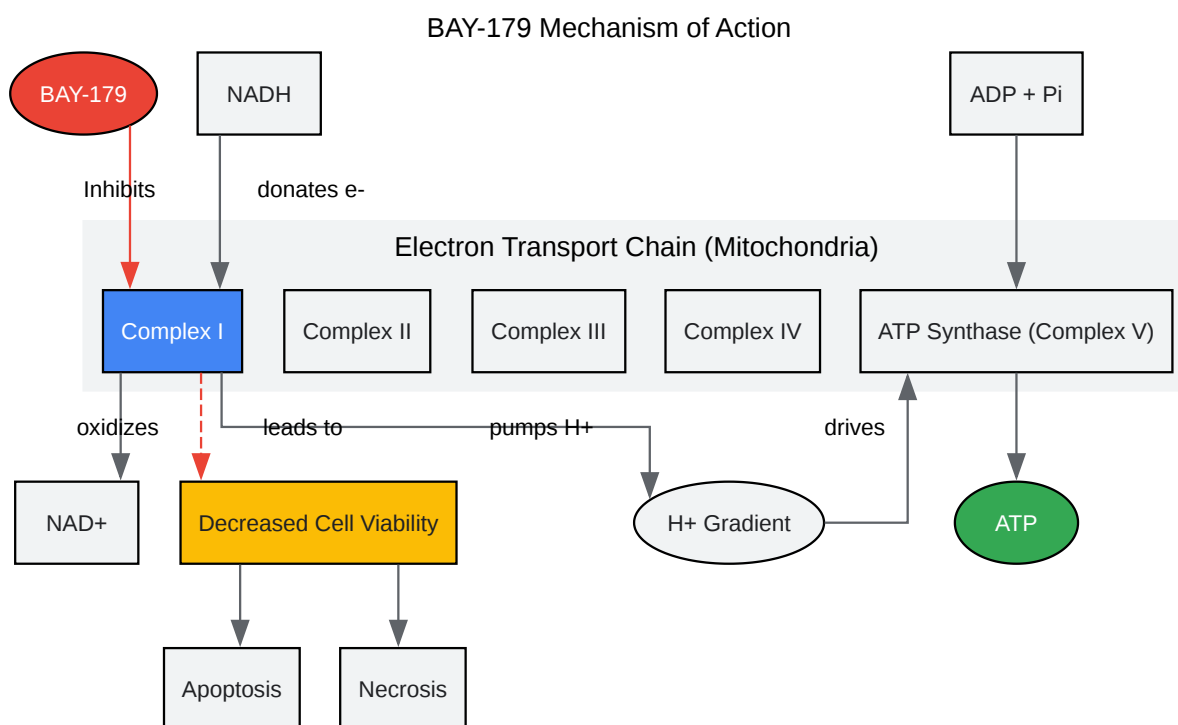 BAY-179 Mechanism of Action
BAY-179
NADH
ADP + Pi
Inhibits
donates e-
Electron Transport Chain (Mitochondria)
Complex I
Complex II
Complex III
Complex IV
ATP Synthase (Complex V)
oxidizes
leads to
pumps H+
drives
NAD+
Decreased Cell Viability
H+ Gradient
ATP
Apoptosis
Necrosis